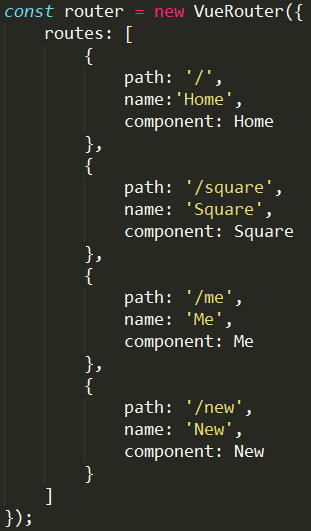 const router = new VueRouter({
    routes: [
        {
            path: '/',
            name:'Home',
            component: Home
        },
        {
            path: '/square',
            name: 'Square',
            component: Square
        },
        {
            path: '/me',
            name: 'Me',
            component: Me
        },
        {
            path: '/new',
            name: 'New',
            component: New
        }
    ]
});